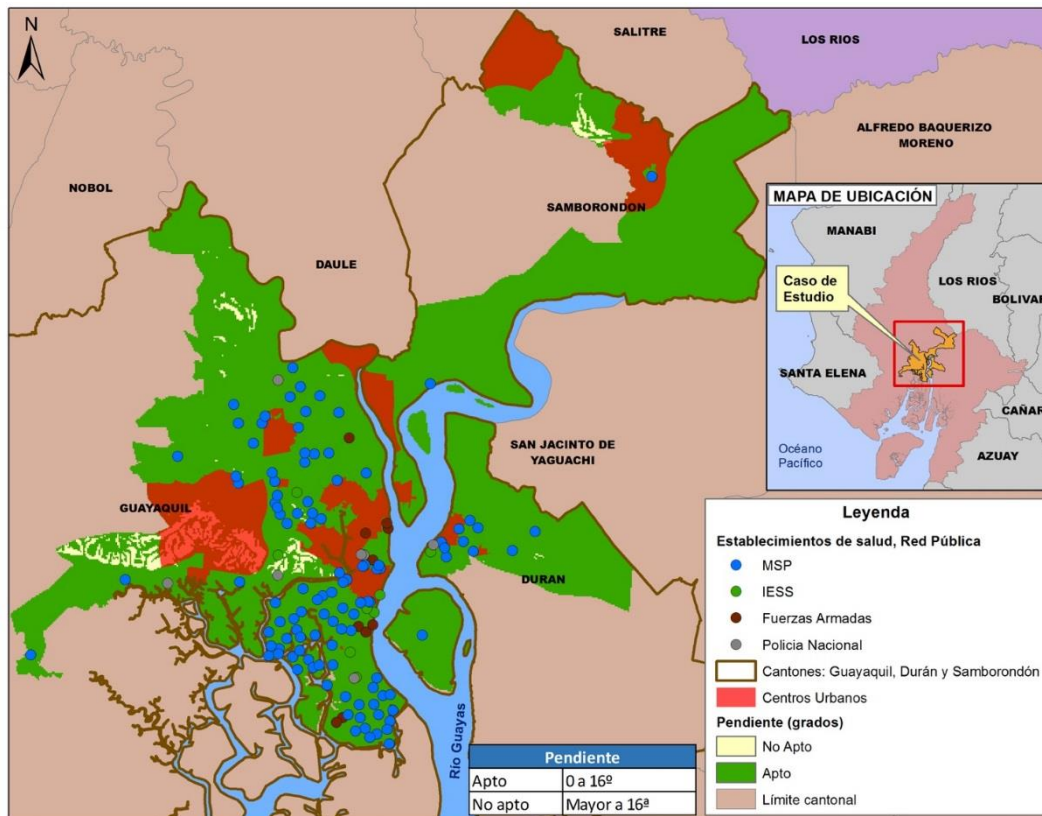 N
SALITRE
LOS RIOS
ALFREDO BAQUERIZO
MORENO
NOBOL
SAMBORONDON
DAULE
SAN JACINTO DE
YAGUACHI
GUAYAQUIL
DURAN
Río Guayas
MAPA DE UBICACIÓN
MANABI
Caso de
Estudio
LOS RIOS
BOLIVAR
SANTA ELENA
CAÑAR
AZUAY
Océano
Pacífico
Leyenda
Establecimientos de salud, Red Pública
MSP
IESS
Fuerzas Armadas
Policia Nacional
Cantones: Guayaquil, Durán y Samborondón
Centros Urbanos
Pendiente (grados)
No Apto
Apto
Límite cantonal
Pendiente
Apto 0 a 16º
No apto Mayor a 16ª